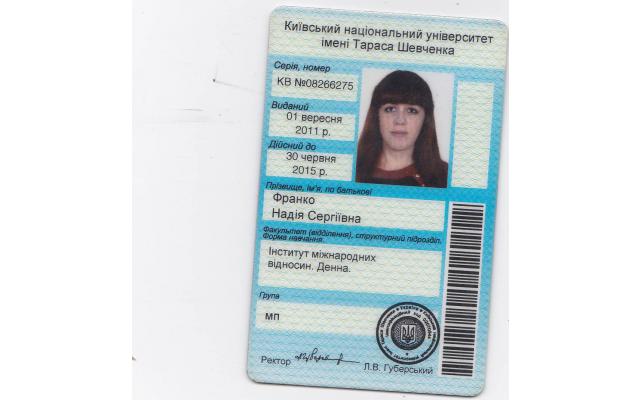 Київський національний університет
імені Тараса Шевченка
Серія, номер
КВ №08266275
Виданий
01 вересня
2011 р.
Дійсний до
30 червня
2015 р.
Прізвище, ім'я, по батькові
Франко
Надія Сергіївна
Факультет (відділення), структурний підрозділ.
Форма навчання.
Інститут міжнародних
відносин. Денна.
Група
мп
Ректор
Л.В. Губерський